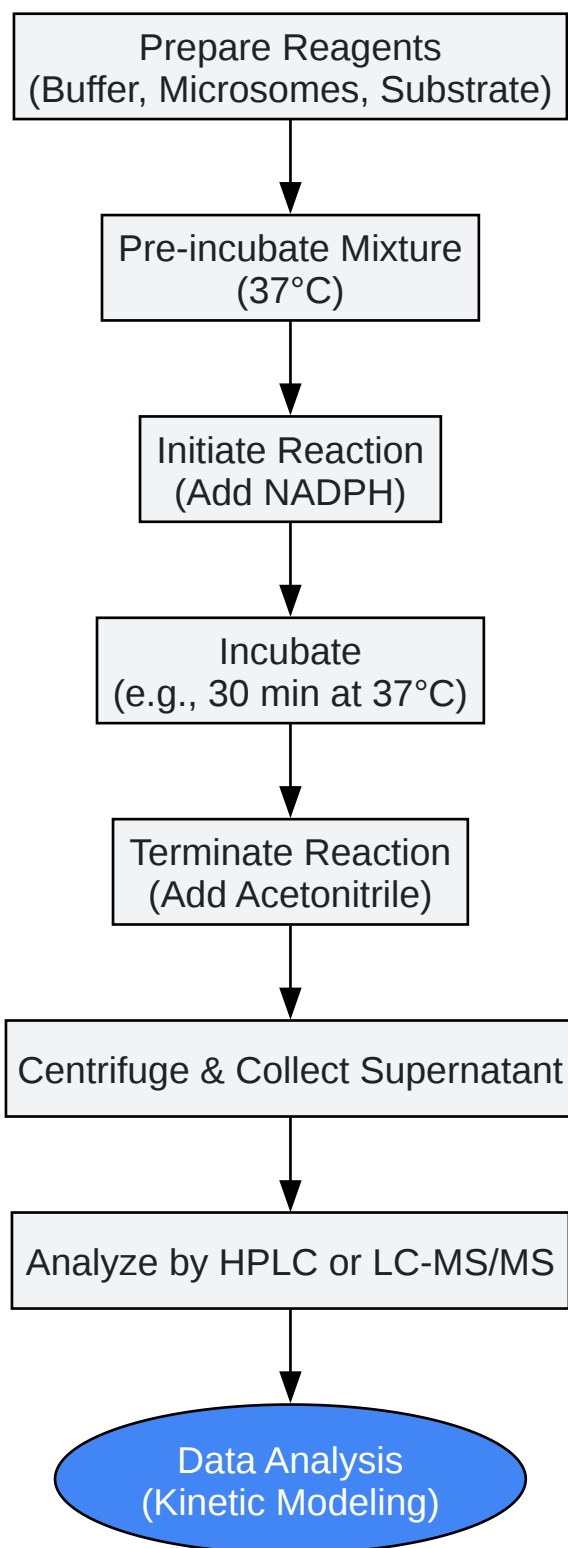 Prepare Reagents
(Buffer, Microsomes, Substrate)
Pre-incubate Mixture
(37°C)
Initiate Reaction
(Add NADPH)
Incubate
(e.g., 30 min at 37°C)
Terminate Reaction
(Add Acetonitrile)
Centrifuge & Collect Supernatant
Analyze by HPLC or LC-MS/MS
Data Analysis
(Kinetic Modeling)